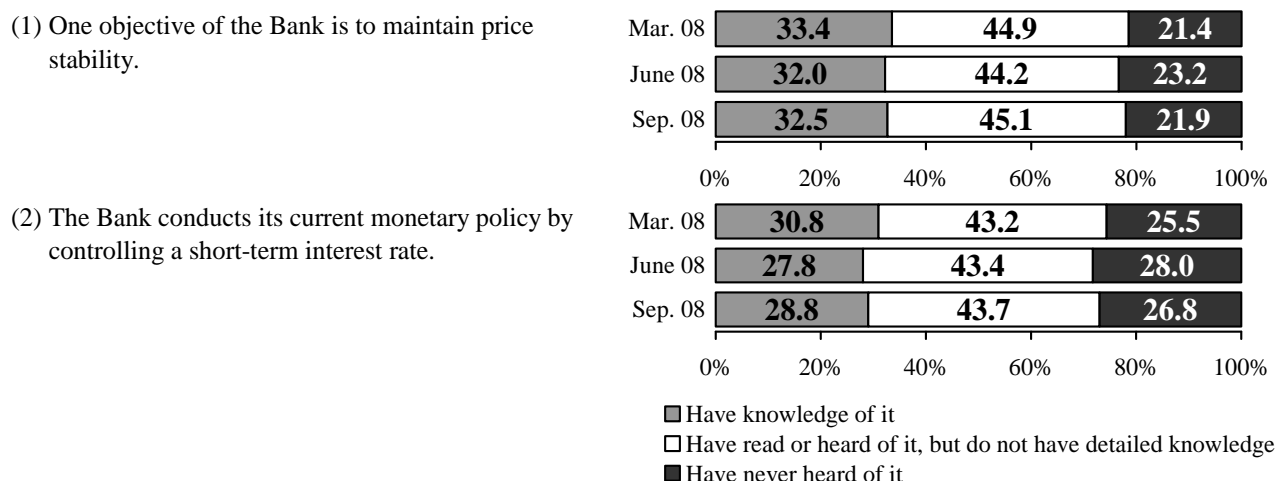 (1) One objective of the Bank is to maintain price
stability.
Mar. 08 33.4 44.9 21.4
June 08 32.0 44.2 23.2
Sep. 08 32.5 45.1 21.9
0% 20% 40% 60% 80% 100%
(2) The Bank conducts its current monetary policy by
controlling a short-term interest rate.
Mar. 08 30.8 43.2 25.5
June 08 27.8 43.4 28.0
Sep. 08 28.8 43.7 26.8
0% 20% 40% 60% 80% 100%
Have knowledge of it
Have read or heard of it, but do not have detailed knowledge
Have never heard of it